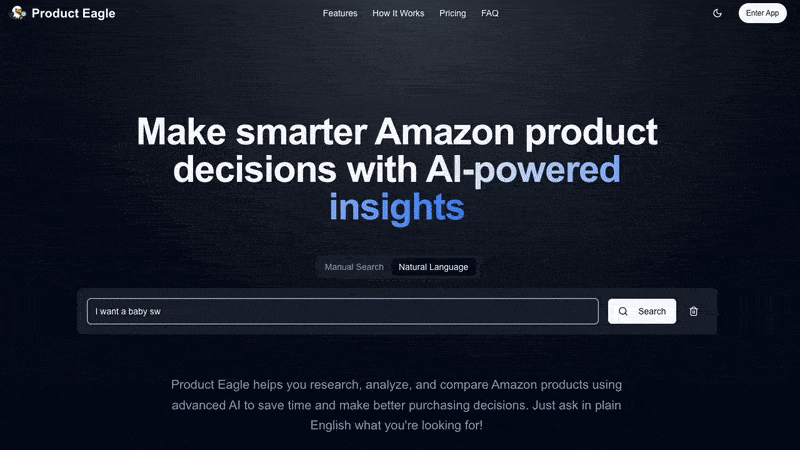 Product Eagle
Features How It Works Pricing FAQ
Enter App
Make smarter Amazon product
decisions with AI-powered
insights
Manual Search Natural Language
I want a baby sw
Search
Product Eagle helps you research, analyze, and compare Amazon products using
advanced AI to save time and make better purchasing decisions. Just ask in plain
English what you're looking for!